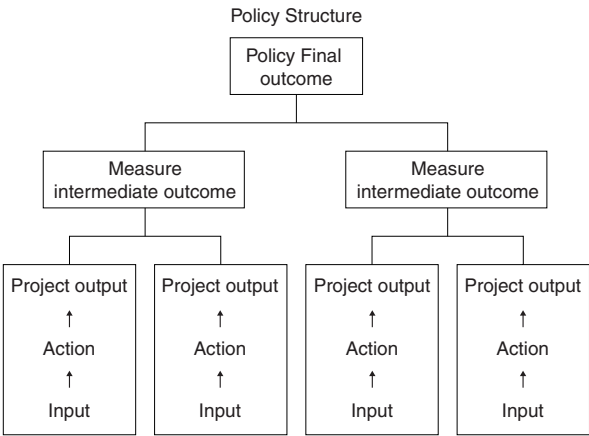 Policy Structure
Policy Final
outcome
Measure
intermediate outcome
Measure
intermediate outcome
Project output
Action
Input
Project output
Action
Input
Project output
Action
Input
Project output
Action
Input